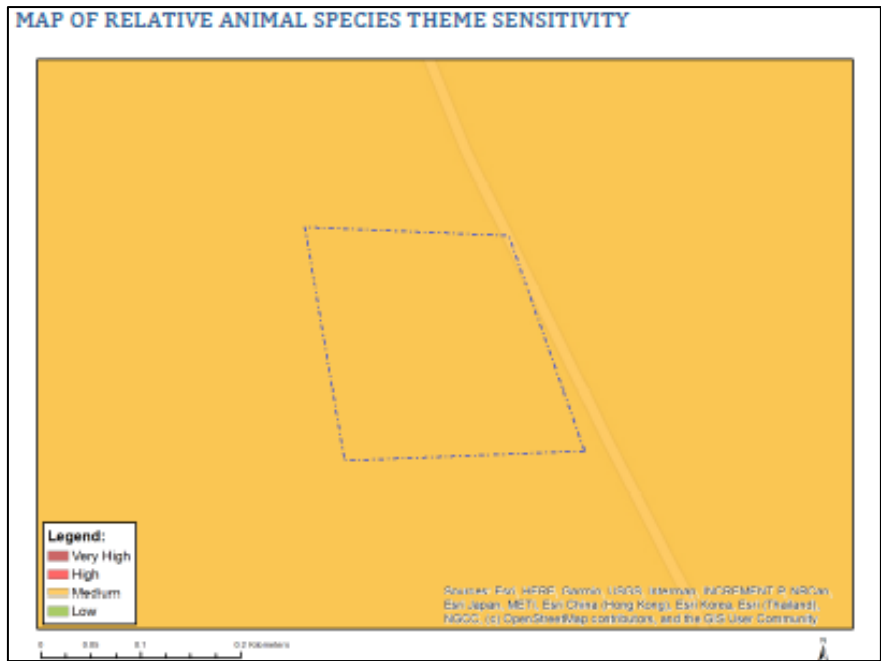 MAP OF RELATIVE ANIMAL SPECIES THEME SENSITIVITY
Legend:
Very High
High
Medium
Low
Sources: Esri, HERE, Garmin, USGS, Intermap, INCREMENT P, NRCan,
Esri Japan, METI, Esri China (Hong Kong), Esri Korea, Esri (Thailand),
NGCC, (c) OpenStreetMap contributors, and the GIS User Community
0 0.05 0.1 0.2 Kilometers
N